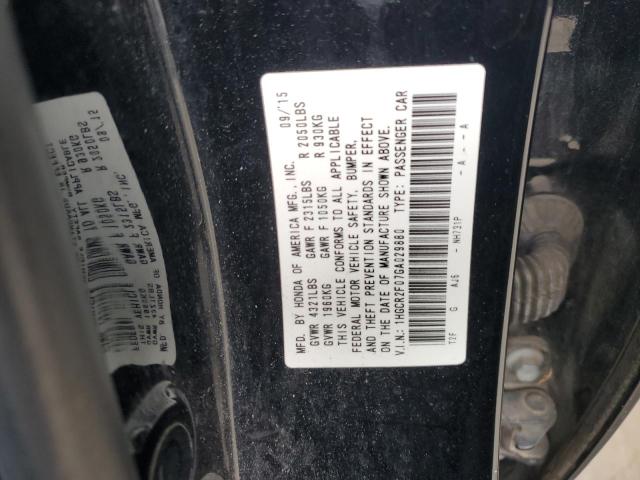 MFD. BY HONDA OF AMERICA MFG., INC. 09/15
GVWR 4321LBS GAWR F 2315LBS R 2050LBS
GVWR 1960KG GAWR F 1050KG R 930KG
THIS VEHICLE CONFORMS TO ALL APPLICABLE
FEDERAL MOTOR VEHICLE SAFETY, BUMPER,
AND THEFT PREVENTION STANDARDS IN EFFECT
ON THE DATE OF MANUFACTURE SHOWN ABOVE.
V.I.N.: 1HGCR2F07GA029880 TYPE: PASSENGER CAR
T2F G AJ5 - NH731P - A - - A